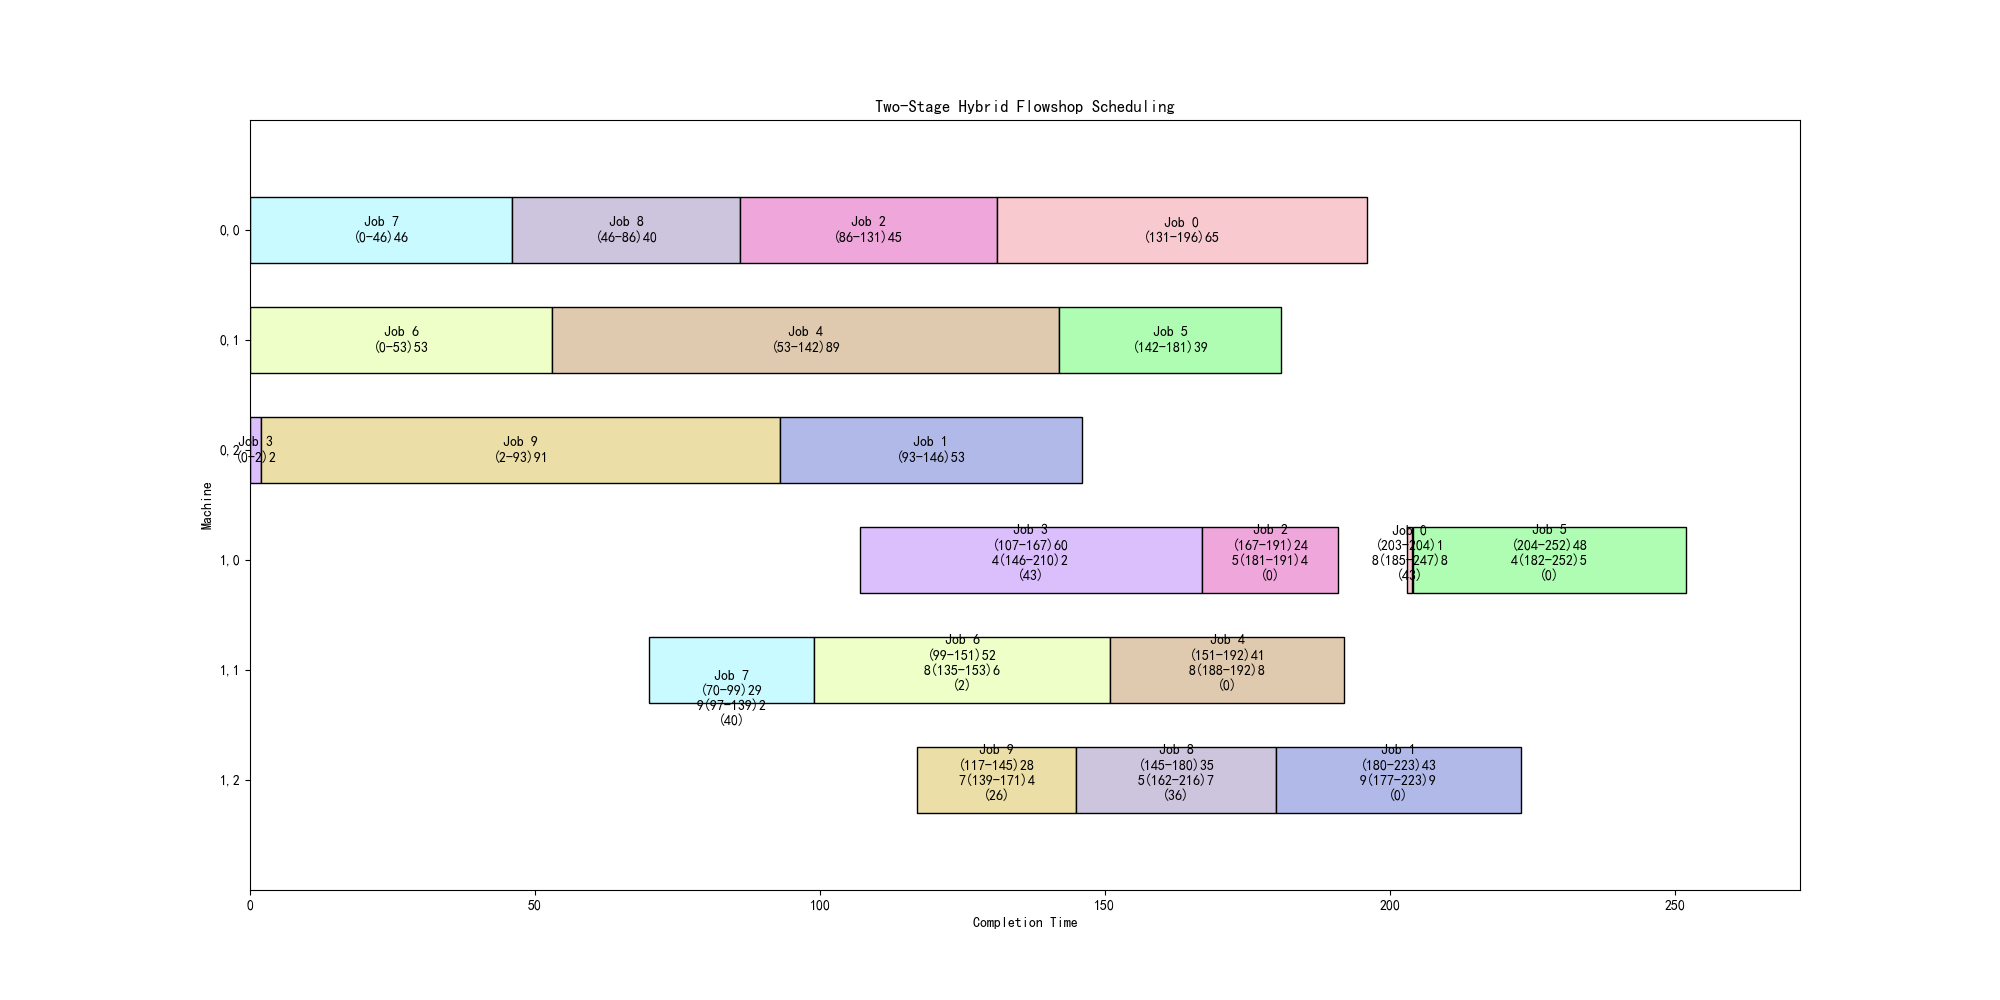 Two-Stage Hybrid Flowshop Scheduling
Machine
0,0
Job 7
(0-46)46
Job 8
(46-86)40
Job 2
(86-131)45
Job 0
(131-196)65
0,1
Job 6
(0-53)53
Job 4
(53-142)89
Job 5
(142-181)39
0,2
Job 3
(0-2)2
Job 9
(2-93)91
Job 1
(93-146)53
1,0
Job 3
(107-167)60
4(146-210)2
(43)
Job 2
(167-191)24
5(181-191)4
(0)
Job 0
(203-204)1
8(185-247)8
(43)
Job 5
(204-252)48
4(182-252)5
(0)
1,1
Job 7
(70-99)29
9(97-139)2
(40)
Job 6
(99-151)52
8(135-153)6
(2)
Job 4
(151-192)41
8(188-192)8
(0)
1,2
Job 9
(117-145)28
7(139-171)4
(26)
Job 8
(145-180)35
5(162-216)7
(36)
Job 1
(180-223)43
9(177-223)9
(0)
0
50
100
150
200
250
Completion Time